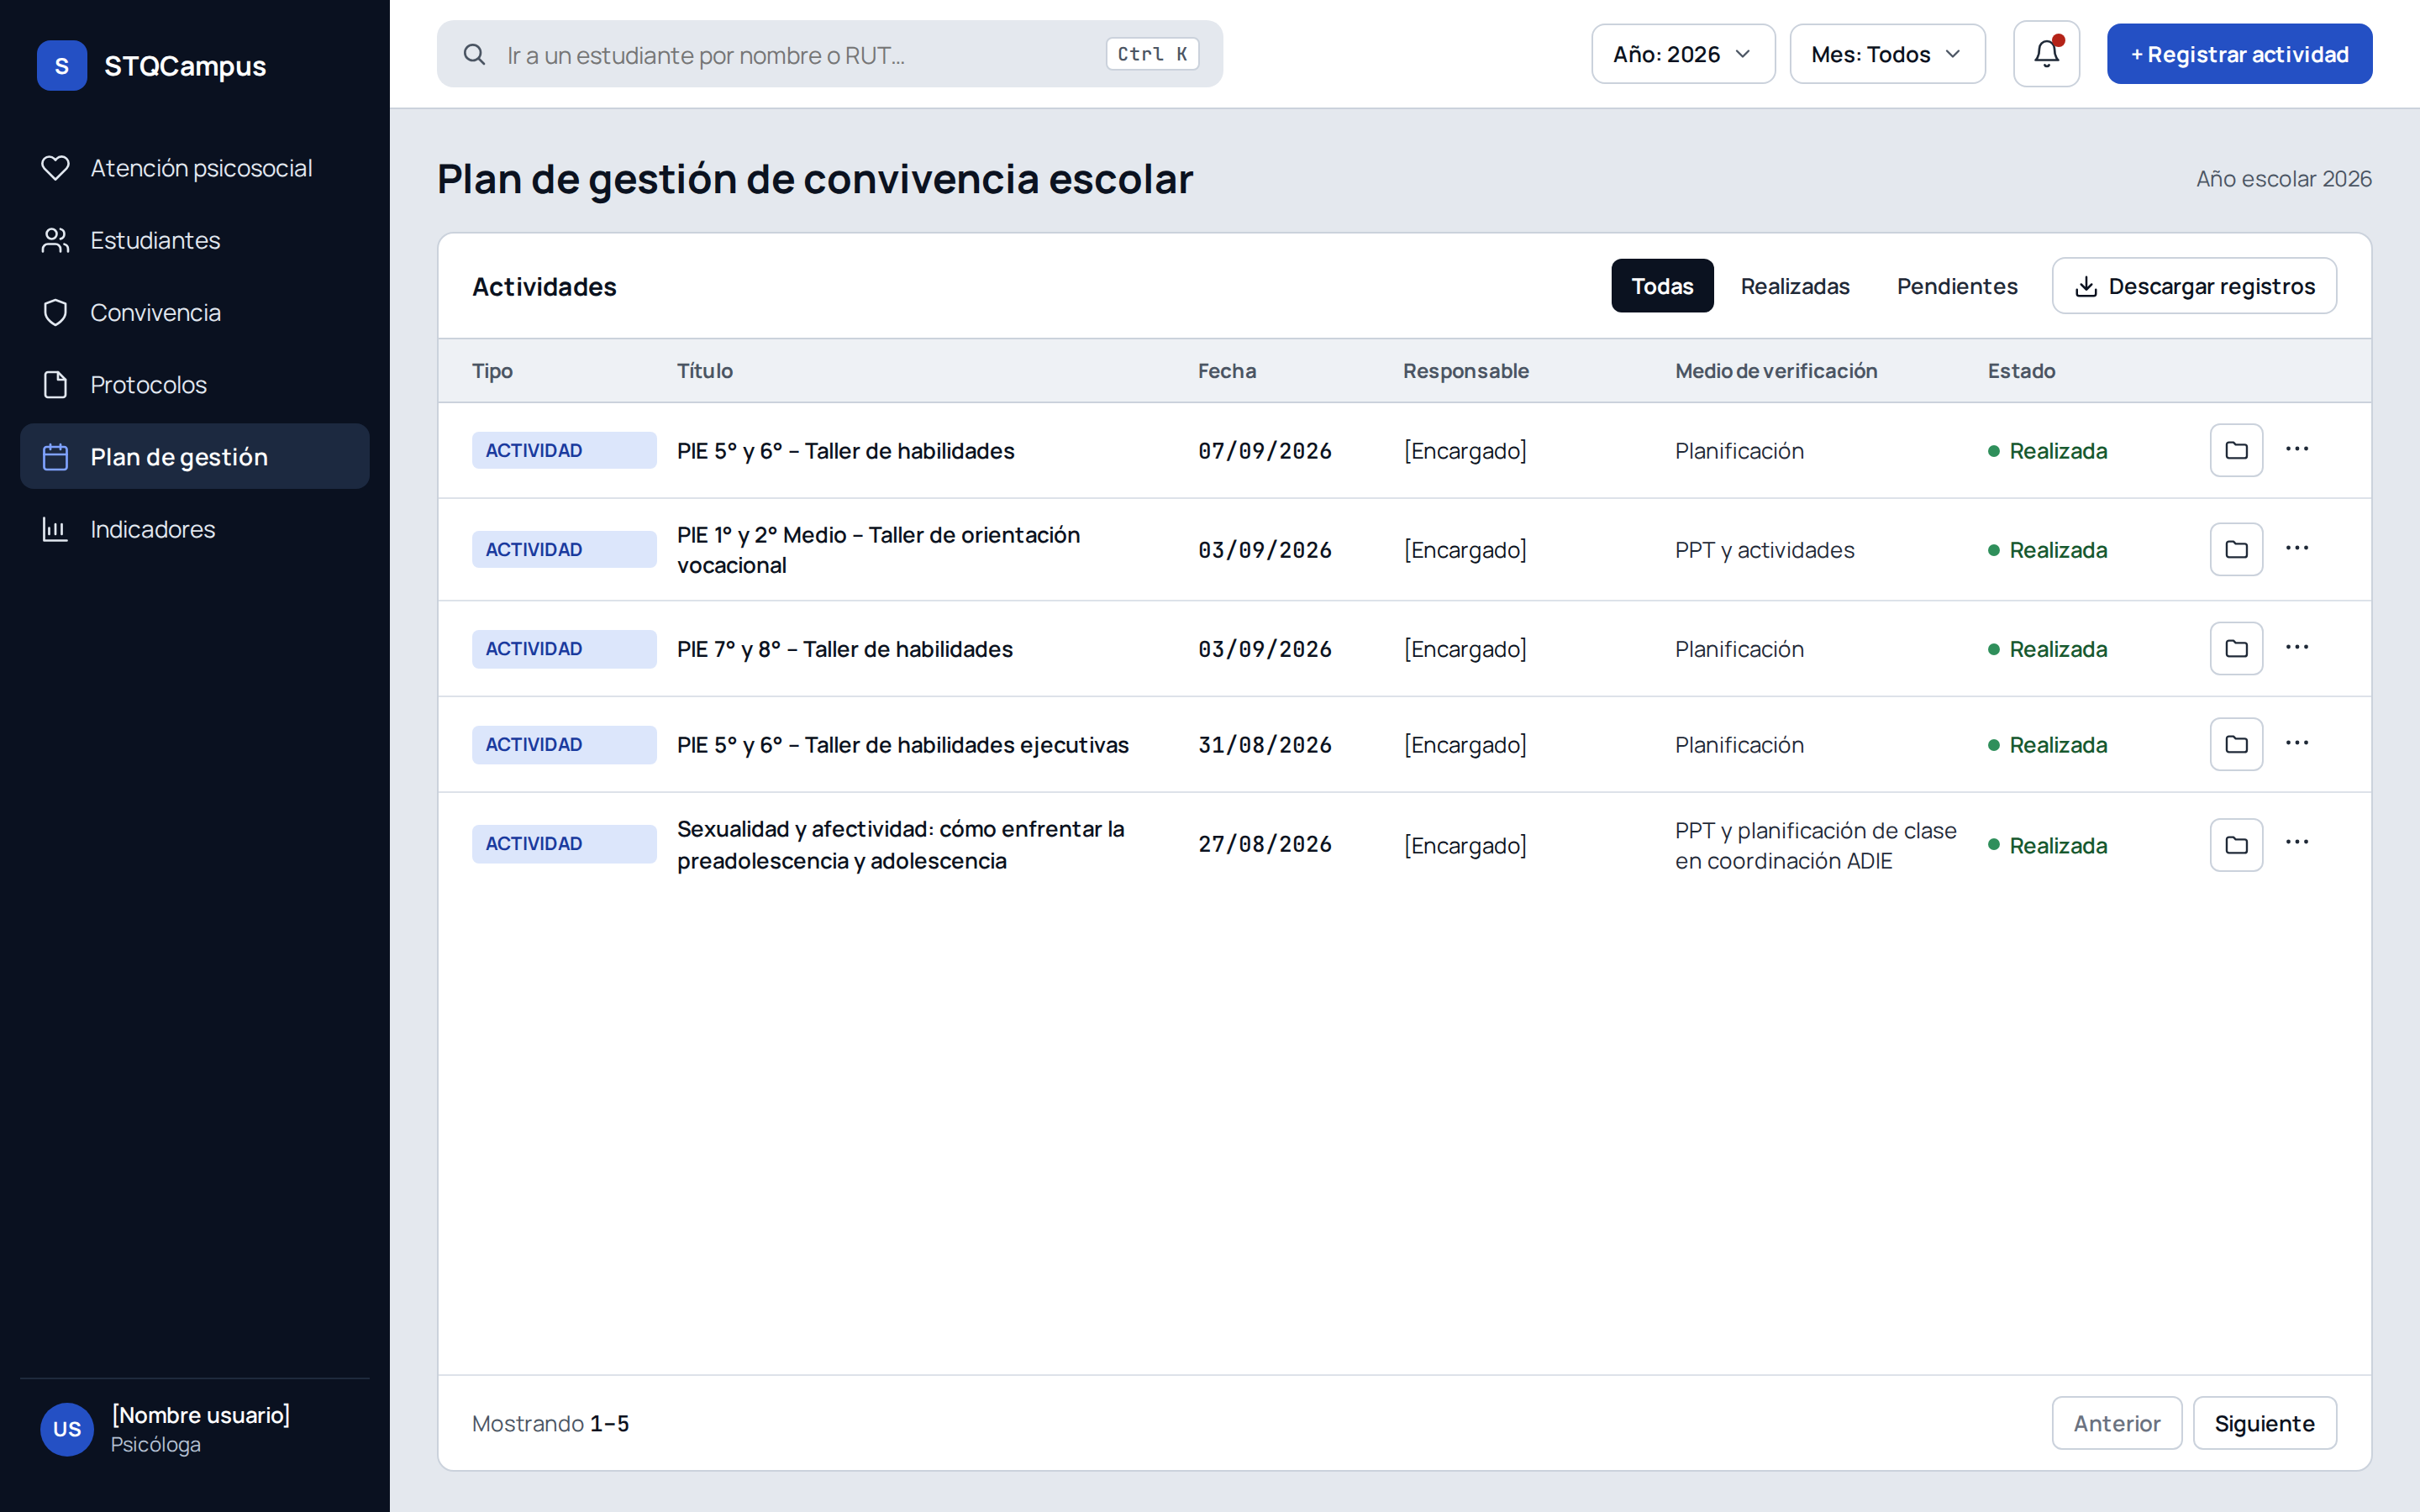 S STQCampus
Atención psicosocial
Estudiantes
Convivencia
Protocolos
Plan de gestión
Indicadores
US [Nombre usuario]
Psicóloga
Ir a un estudiante por nombre o RUT... Ctrl K
Año: 2026 Mes: Todos + Registrar actividad
Plan de gestión de convivencia escolar Año escolar 2026
Actividades Todas Realizadas Pendientes Descargar registros
Tipo Título Fecha Responsable Medio de verificación Estado
ACTIVIDAD PIE 5° y 6° – Taller de habilidades 07/09/2026 [Encargado] Planificación Realizada
PIE 1° y 2° Medio – Taller de orientación
ACTIVIDAD vocacional 03/09/2026 [Encargado] PPT y actividades Realizada
ACTIVIDAD PIE 7° y 8° – Taller de habilidades 03/09/2026 [Encargado] Planificación Realizada
ACTIVIDAD PIE 5° y 6° – Taller de habilidades ejecutivas 31/08/2026 [Encargado] Planificación Realizada
Sexualidad y afectividad: cómo enfrentar la PPT y planificación de clase
ACTIVIDAD preadolescencia y adolescencia 27/08/2026 [Encargado] en coordinación ADIE Realizada
Mostrando 1–5 Anterior Siguiente